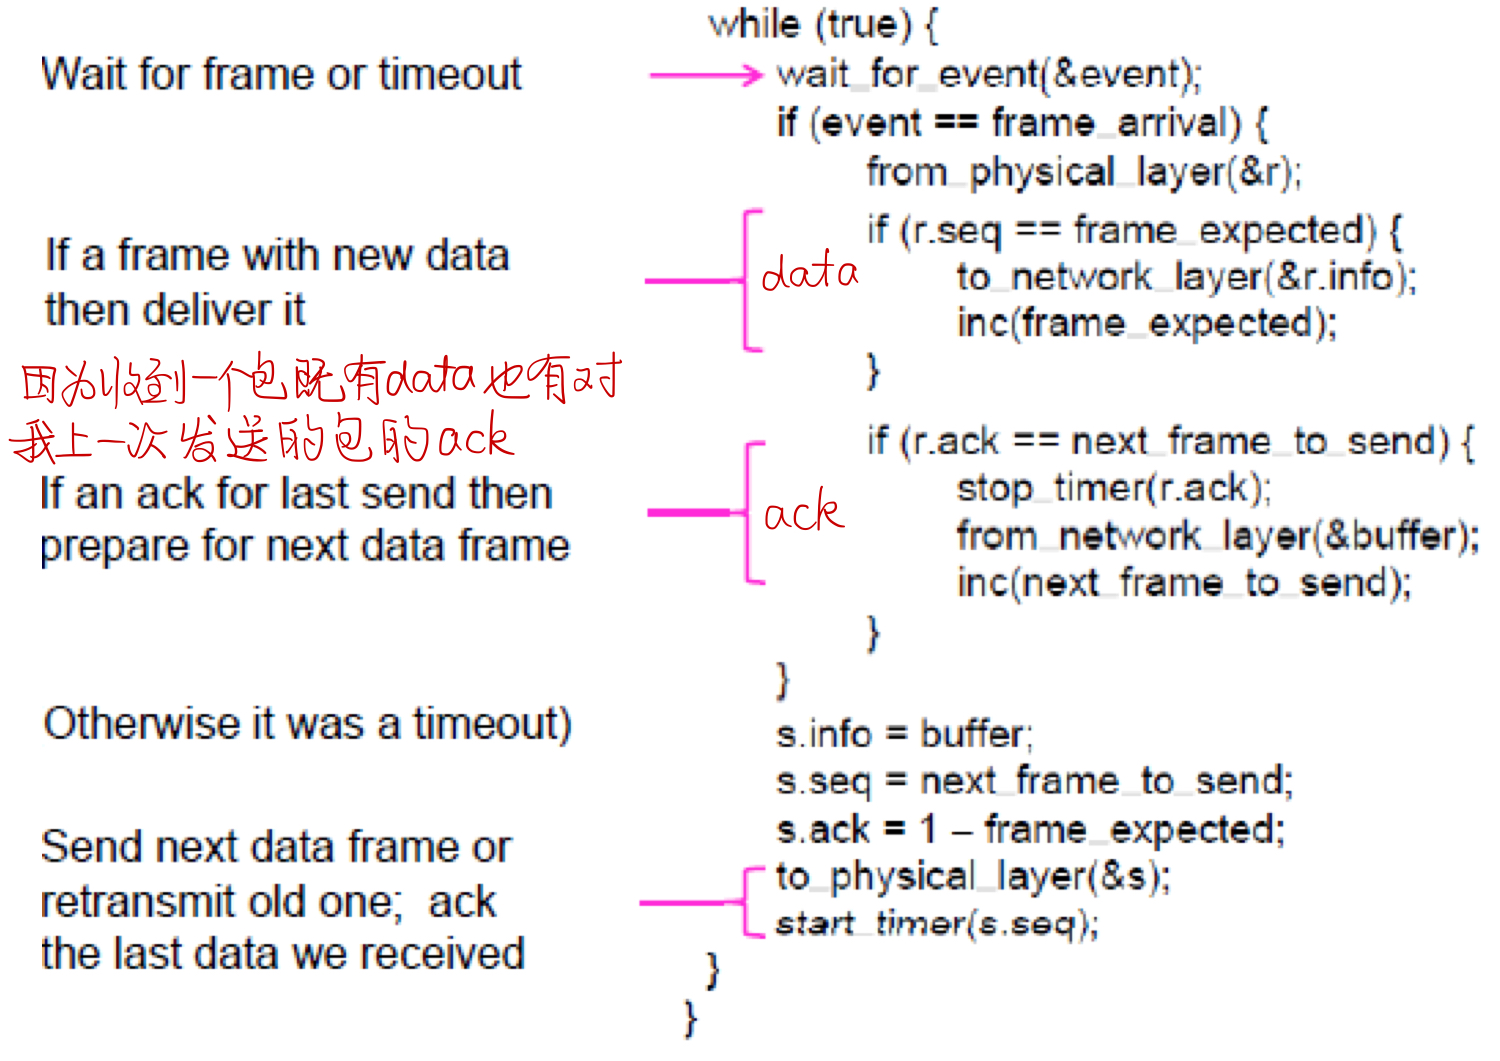 while (true) {
Wait for frame or timeout
wait_for_event(&event);
if (event == frame_arrival) {
from_physical_layer(&r);
If a frame with new data
then deliver it
data
if (r.seq == frame_expected) {
to_network_layer(&r.info);
inc(frame_expected);
}
因为收到一个包既有data也有对
我上一次发送的包的ack
If an ack for last send then
prepare for next data frame
ack
if (r.ack == next_frame_to_send) {
stop_timer(r.ack);
from_network_layer(&buffer);
inc(next_frame_to_send);
}
}
Otherwise it was a timeout)
s.info = buffer;
s.seq = next_frame_to_send;
s.ack = 1 – frame_expected;
Send next data frame or
retransmit old one; ack
the last data we received
to_physical_layer(&s);
start_timer(s.seq);
}
}